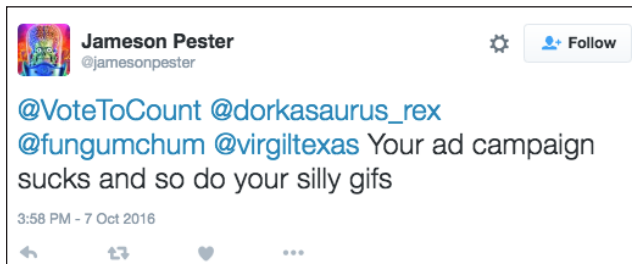 Jameson Pester
@jamesonpester
Follow
@VoteToCount @dorkasaurus_rex
@fungumchum @virgiltexas Your ad campaign
sucks and so do your silly gifs
3:58 PM - 7 Oct 2016